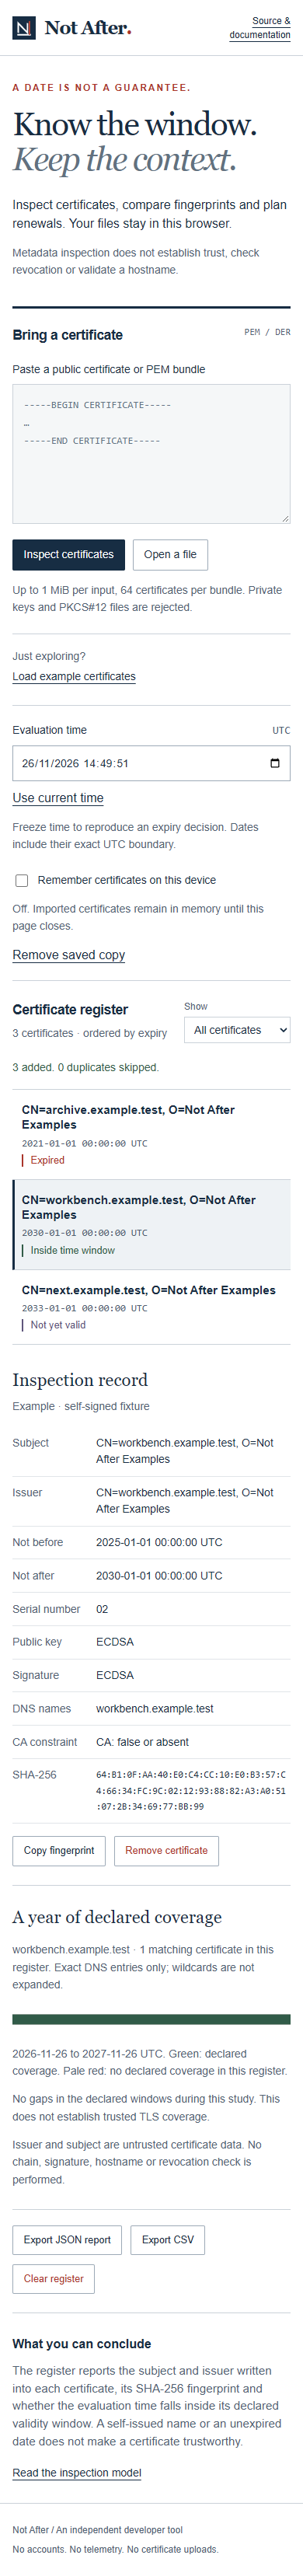 Not After.
Source &
documentation
A DATE IS NOT A GUARANTEE.
Know the window.
Keep the context.
Inspect certificates, compare fingerprints and plan
renewals. Your files stay in this browser.
Metadata inspection does not establish trust, check
revocation or validate a hostname.
Bring a certificate
PEM / DER
Paste a public certificate or PEM bundle
-----BEGIN CERTIFICATE-----
…
-----END CERTIFICATE-----
Inspect certificates
Open a file
Up to 1 MiB per input, 64 certificates per bundle. Private
keys and PKCS#12 files are rejected.
Just exploring?
Load example certificates
Evaluation time
UTC
26/11/2026 14:49:51
Use current time
Freeze time to reproduce an expiry decision. Dates
include their exact UTC boundary.
Remember certificates on this device
Off. Imported certificates remain in memory until this
page closes.
Remove saved copy
Certificate register
3 certificates · ordered by expiry
Show
All certificates
3 added. 0 duplicates skipped.
CN=archive.example.test, O=Not After
Examples
2021-01-01 00:00:00 UTC
Expired
CN=workbench.example.test, O=Not After
Examples
2030-01-01 00:00:00 UTC
Inside time window
CN=next.example.test, O=Not After Examples
2033-01-01 00:00:00 UTC
Not yet valid
Inspection record
Example · self-signed fixture
Subject
CN=workbench.example.test, O=Not
After Examples
Issuer
CN=workbench.example.test, O=Not
After Examples
Not before
2025-01-01 00:00:00 UTC
Not after
2030-01-01 00:00:00 UTC
Serial number
02
Public key
ECDSA
Signature
ECDSA
DNS names
workbench.example.test
CA constraint
CA: false or absent
SHA-256
64:B1:0F:AA:40:E0:C4:CC:10:E0:B3:57:C
4:66:34:FC:9C:02:12:93:88:82:A3:A0:51
:07:2B:34:69:77:BB:99
Copy fingerprint
Remove certificate
A year of declared coverage
workbench.example.test · 1 matching certificate in this
register. Exact DNS entries only; wildcards are not
expanded.
2026-11-26 to 2027-11-26 UTC. Green: declared
coverage. Pale red: no declared coverage in this register.
No gaps in the declared windows during this study. This
does not establish trusted TLS coverage.
Issuer and subject are untrusted certificate data. No
chain, signature, hostname or revocation check is
performed.
Export JSON report
Export CSV
Clear register
What you can conclude
The register reports the subject and issuer written
into each certificate, its SHA-256 fingerprint and
whether the evaluation time falls inside its declared
validity window. A self-issued name or an unexpired
date does not make a certificate trustworthy.
Read the inspection model
Not After / An independent developer tool
No accounts. No telemetry. No certificate uploads.